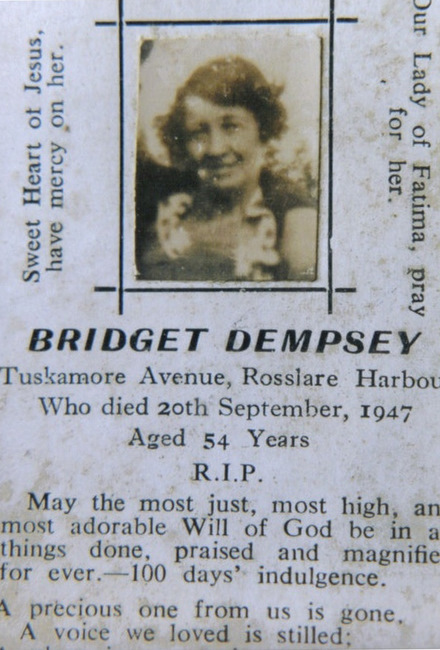 Sweet Heart of Jesus,
have mercy on her.
Our Lady of Fatima, pray
for her.
BRIDGET DEMPSEY
Tuskamore Avenue, Rosslare Harbou
Who died 20th September, 1947
Aged 54 Years
R.I.P.
May the most just, most high, an
most adorable Will of God be in a
things done, praised and magnifie
for ever.—100 days' indulgence.
A precious one from us is gone,
A voice we loved is stilled;